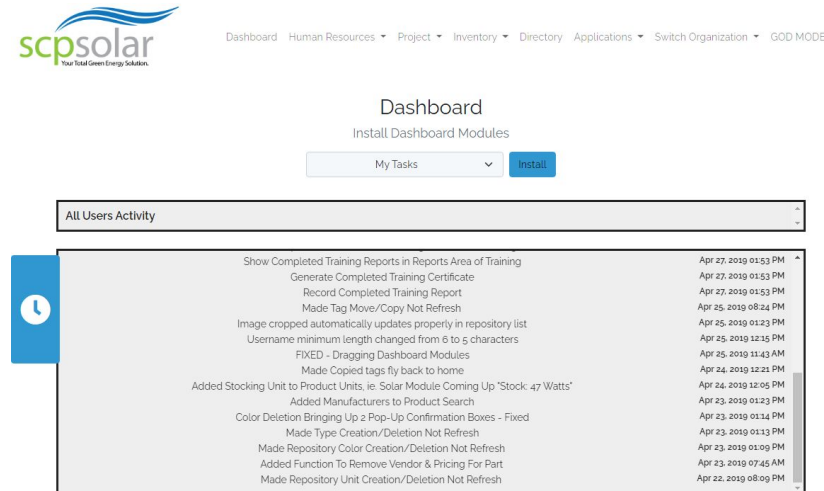 scpsolar
Your Total Green Energy Solution.
Dashboard Human Resources Project Inventory Directory Applications Switch Organization GOD MODE
Dashboard
Install Dashboard Modules
My Tasks Install
All Users Activity
Show Completed Training Reports in Reports Area of Training Apr 27, 2019 01:53 PM
Generate Completed Training Certificate Apr 27, 2019 01:53 PM
Record Completed Training Report Apr 27, 2019 01:53 PM
Made Tag Move/Copy Not Refresh Apr 25, 2019 08:24 PM
Image cropped automatically updates properly in repository list Apr 25, 2019 01:23 PM
Username minimum length changed from 6 to 5 characters Apr 25, 2019 12:15 PM
FIXED - Dragging Dashboard Modules Apr 25, 2019 11:43 AM
Made Copied tags fly back to home Apr 24, 2019 12:21 PM
Added Stocking Unit to Product Units, ie. Solar Module Coming Up "Stock: 47 Watts" Apr 24, 2019 12:05 PM
Added Manufacturers to Product Search Apr 23, 2019 01:23 PM
Color Deletion Bringing Up 2 Pop-Up Confirmation Boxes - Fixed Apr 23, 2019 01:14 PM
Made Type Creation/Deletion Not Refresh Apr 23, 2019 01:13 PM
Made Repository Color Creation/Deletion Not Refresh Apr 23, 2019 01:09 PM
Added Function To Remove Vendor & Pricing For Part Apr 23, 2019 07:45 AM
Made Repository Unit Creation/Deletion Not Refresh Apr 22, 2019 08:09 PM